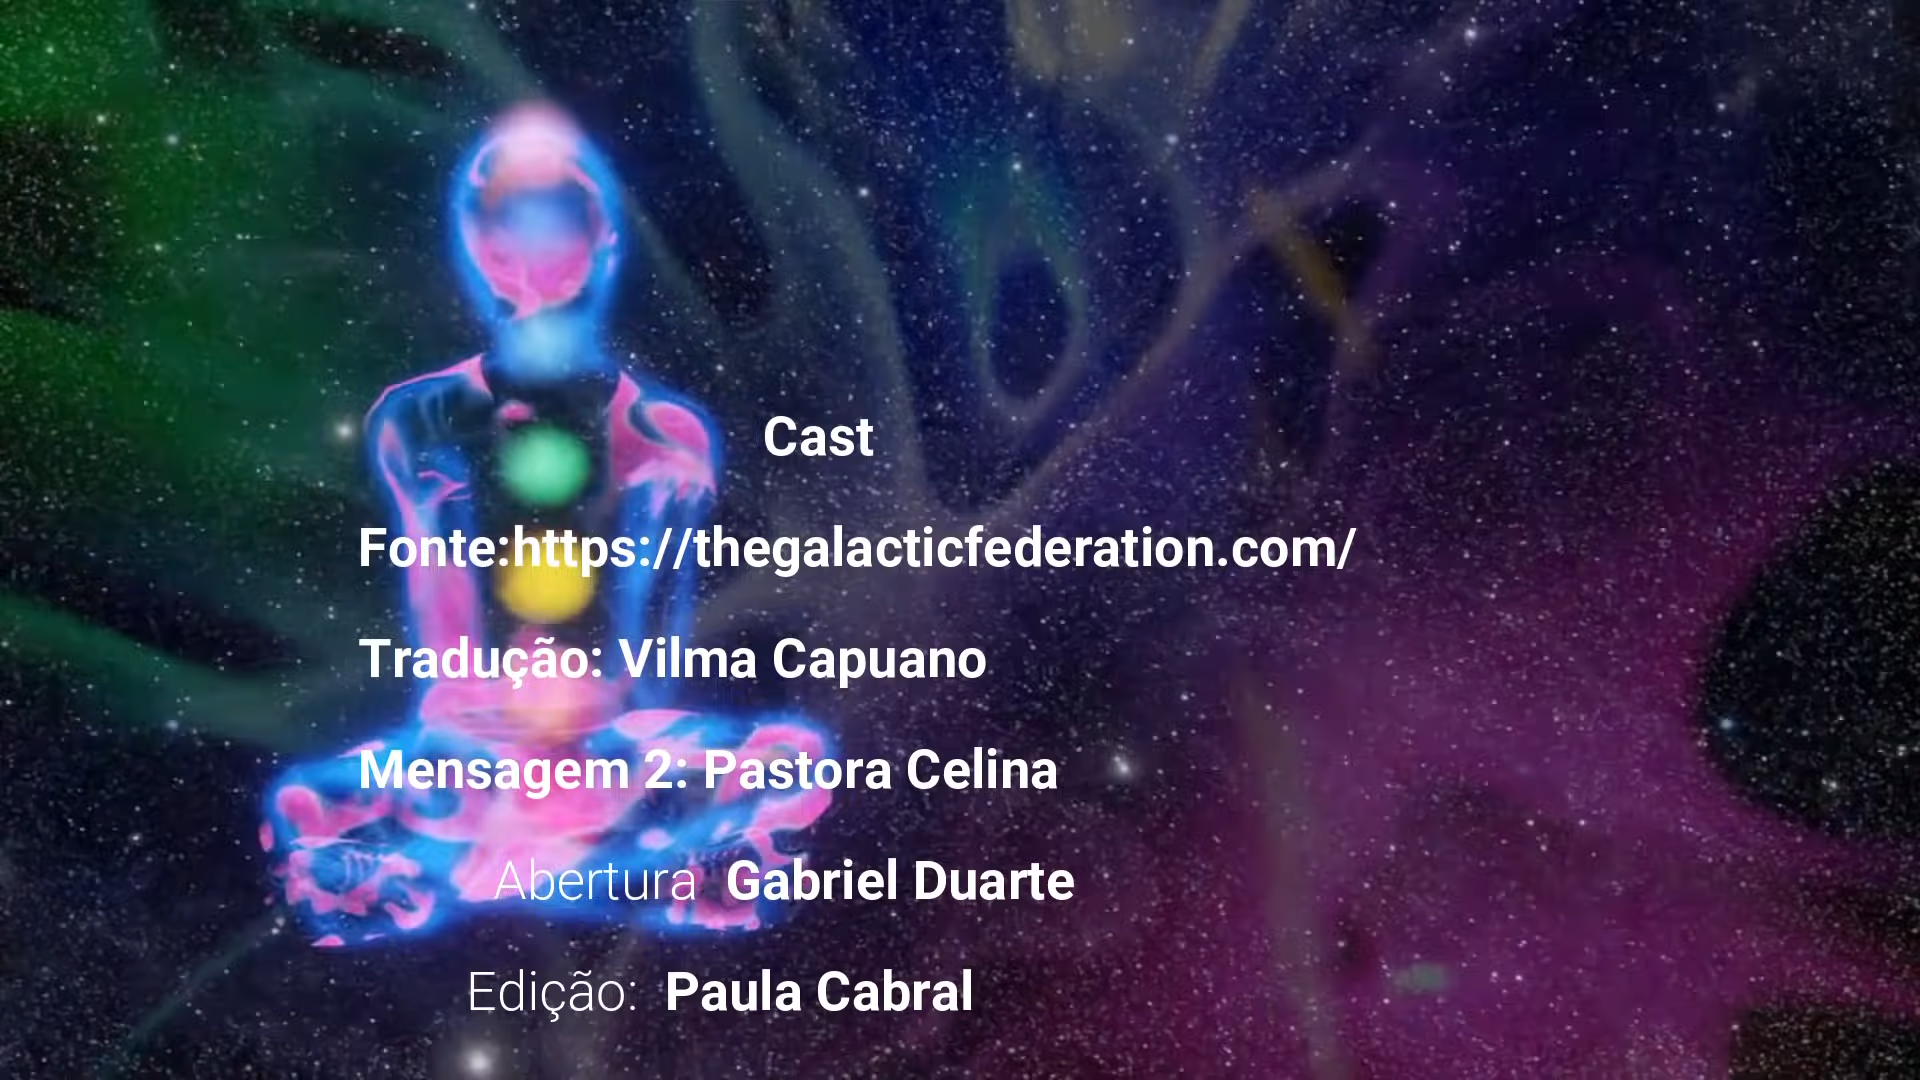 Cast
Fonte:https://thegalacticfederation.com/
Tradução: Vilma Capuano
Mensagem 2: Pastora Celina
Abertura Gabriel Duarte
Edição: Paula Cabral